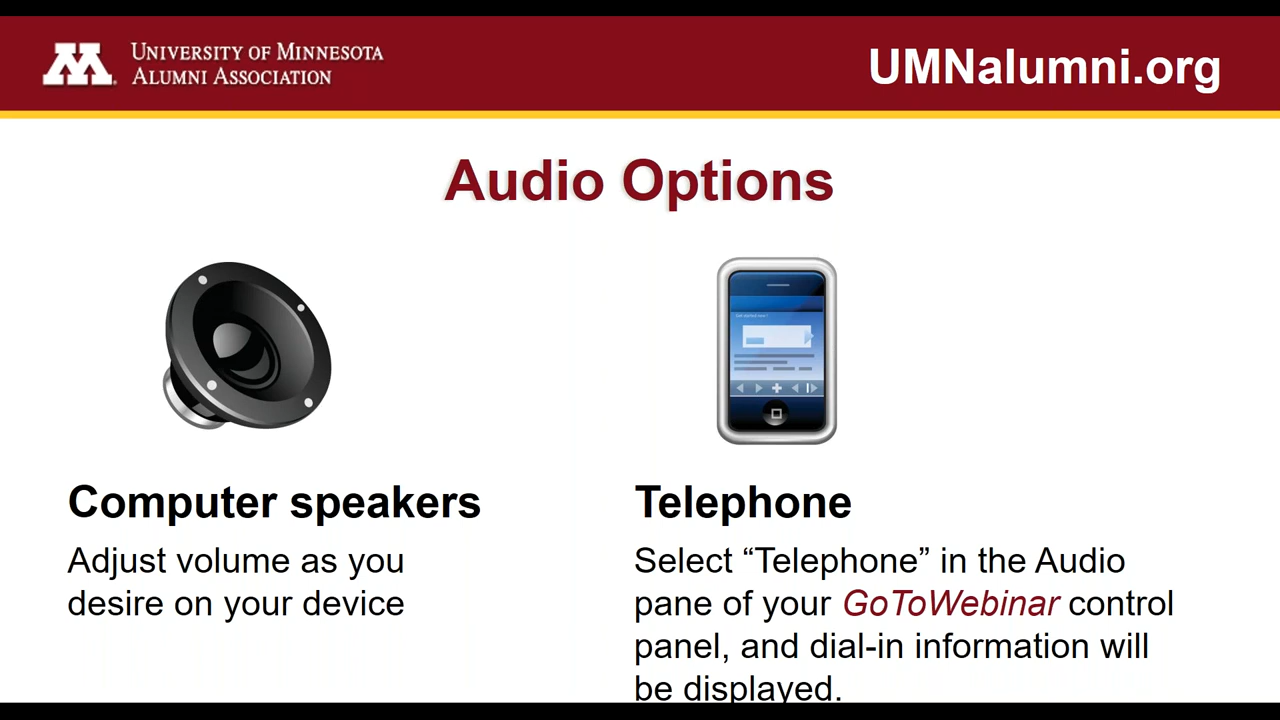 UNIVERSITY OF MINNESOTA
ALUMNI ASSOCIATION
UMNalumni.org
Audio Options
Computer speakers
Adjust volume as you
desire on your device
Telephone
Select “Telephone” in the Audio
pane of your GoToWebinar control
panel, and dial-in information will
be displayed.